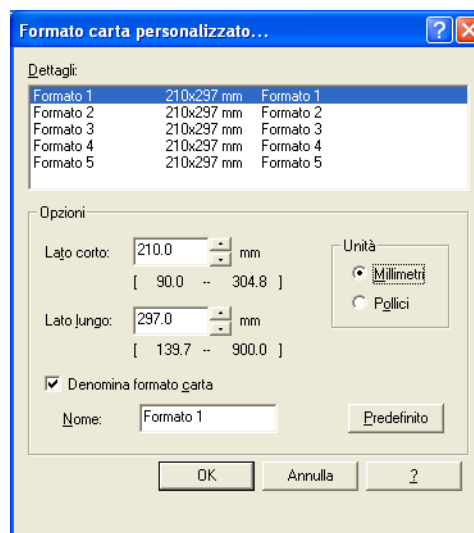 Formato carta personalizzato...
Dettagli:
Formato 1 210x297 mm Formato 1
Formato 2 210x297 mm Formato 2
Formato 3 210x297 mm Formato 3
Formato 4 210x297 mm Formato 4
Formato 5 210x297 mm Formato 5
Opzioni
Lato corto: 210.0 mm
[ 90.0 -- 304.8 ]
Lato lungo: 297.0 mm
[ 139.7 -- 900.0 ]
Unità
Millimetri
Pollici
Denomina formato carta
Nome: Formato 1
Predefinito
OK Annulla ?